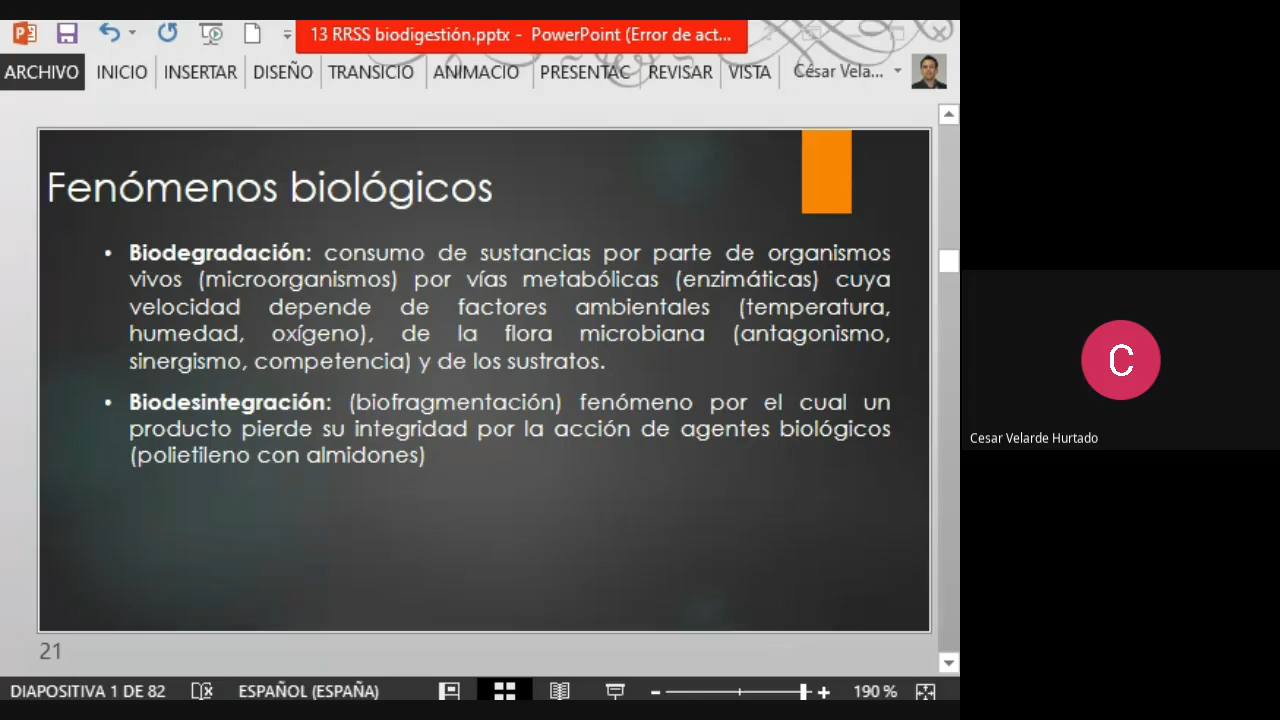 13 RRSS biodigestión.pptx - PowerPoint (Error de act...
ARCHIVO INICIO INSERTAR DISEÑO TRANSICIO ANIMACIO PRESENTAC REVISAR VISTA César Vela...
Fenómenos biológicos
• Biodegradación: consumo de sustancias por parte de organismos
vivos (microorganismos) por vías metabólicas (enzimáticas) cuya
velocidad depende de factores ambientales (temperatura,
humedad, oxígeno), de la flora microbiana (antagonismo,
sinergismo, competencia) y de los sustratos.
• Biodesintegración: (biofragmentación) fenómeno por el cual un
producto pierde su integridad por la acción de agentes biológicos
(polietileno con almidones)
21
DIAPOSITIVA 1 DE 82 ESPAÑOL (ESPAÑA) 190 %
C
Cesar Velarde Hurtado